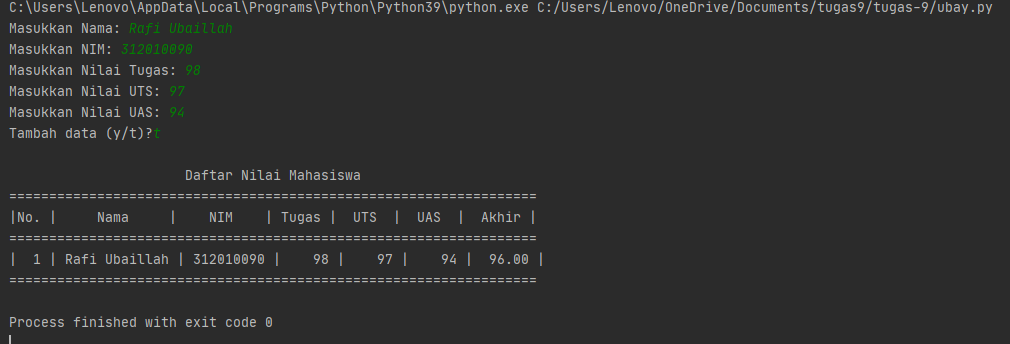 C:\Users\Lenovo\AppData\Local\Programs\Python\Python39\python.exe C:/Users/Lenovo/OneDrive/Documents/tugas9/tugas-9/ubay.py
Masukkan Nama: Rafi Ubaillah
Masukkan NIM: 312010090
Masukkan Nilai Tugas: 98
Masukkan Nilai UTS: 97
Masukkan Nilai UAS: 94
Tambah data (y/t)?t
Daftar Nilai Mahasiswa
==================================================================
|No. |     Nama     |    NIM    | Tugas |  UTS  |  UAS  |  Akhir |
==================================================================
|  1 | Rafi Ubaillah | 312010090 |    98 |    97 |    94 |  96.00 |
==================================================================
Process finished with exit code 0